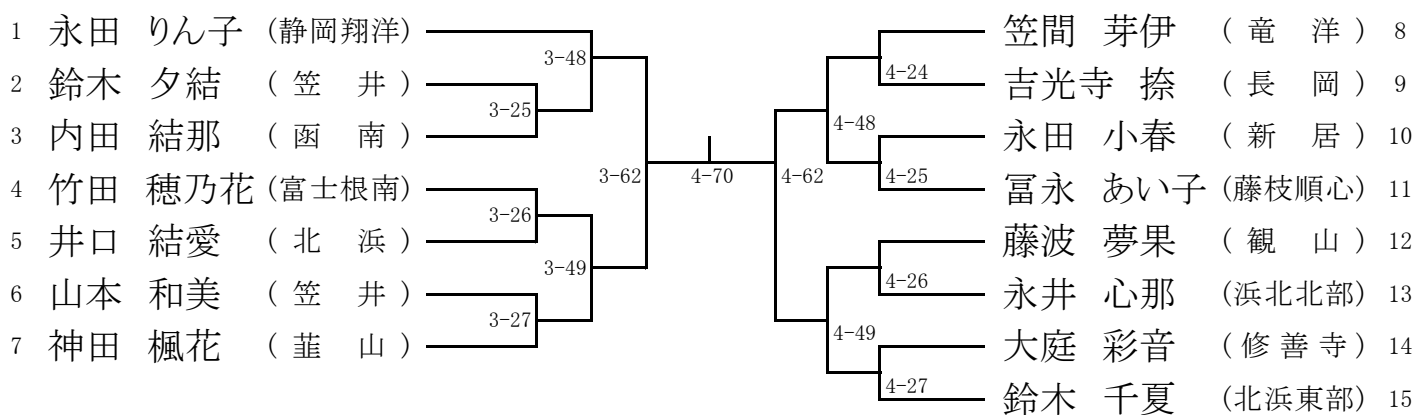 1 永田 りん子 (静岡翔洋)
2 鈴木 夕結 (笠井)
3 内田 結那 (函南)
4 竹田 穂乃花 (富士根南)
5 井口 結愛 (北浜)
6 山本 和美 (笠井)
7 神田 楓花 (韮山)
3-48
3-25
3-62
3-26
3-49
3-27
4-70
4-62
4-24
4-48
4-25
4-26
4-49
4-27
笠間 芽伊 (竜洋) 8
吉光寺 捺 (長岡) 9
永田 小春 (新居) 10
冨永 あい子 (藤枝順心) 11
藤波 夢果 (観山) 12
永井 心那 (浜北北部) 13
大庭 彩音 (修善寺) 14
鈴木 千夏 (北浜東部) 15